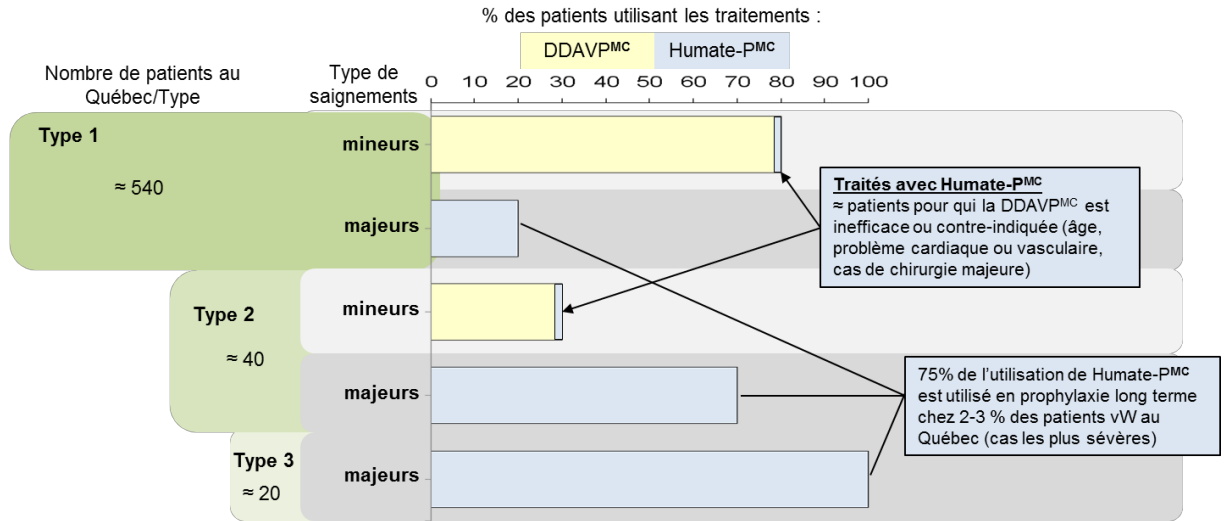 % des patients utilisant les traitements :
DDAVPMC Humate-PMC
Nombre de patients au
Québec/Type
Type de
saignements
0 10 20 30 40 50 60 70 80 90 100
Type 1
≈ 540
mineurs
majeurs
Traités avec Humate-PMC
≈ patients pour qui la DDAVPMC est
inefficace ou contre-indiquée (âge,
problème cardiaque ou vasculaire,
cas de chirurgie majeure)
Type 2
≈ 40
mineurs
majeurs
75% de l'utilisation de Humate-PMC
est utilisé en prophylaxie long terme
chez 2-3 % des patients vW au
Québec (cas les plus sévères)
Type 3
≈ 20
majeurs